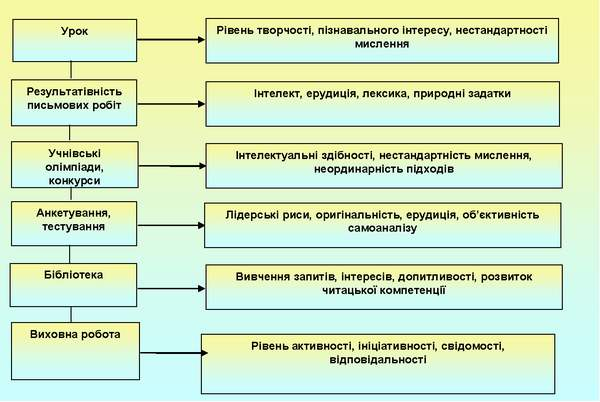 Урок
Рівень творчості, пізнавального інтересу, нестандартності
мислення
Результатівність
письмових робіт
Інтелект, ерудиція, лексика, природні задатки
Учнівські
олімпіади,
конкурси
Інтелектуальні здібності, нестандартність мислення,
неординарність підходів
Анкетування,
тестування
Лідерські риси, оригінальність, ерудиція, об'єктивність
самоаналізу
Бібліотека
Вивчення запитів, інтересів, допитливості, розвиток
читацької компетенції
Виховна робота
Рівень активності, ініціативності, свідомості,
відповідальності